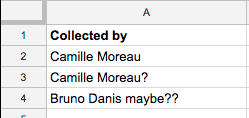 A
1 Collected by
2 Camille Moreau
3 Camille Moreau?
4 Bruno Danis maybe??